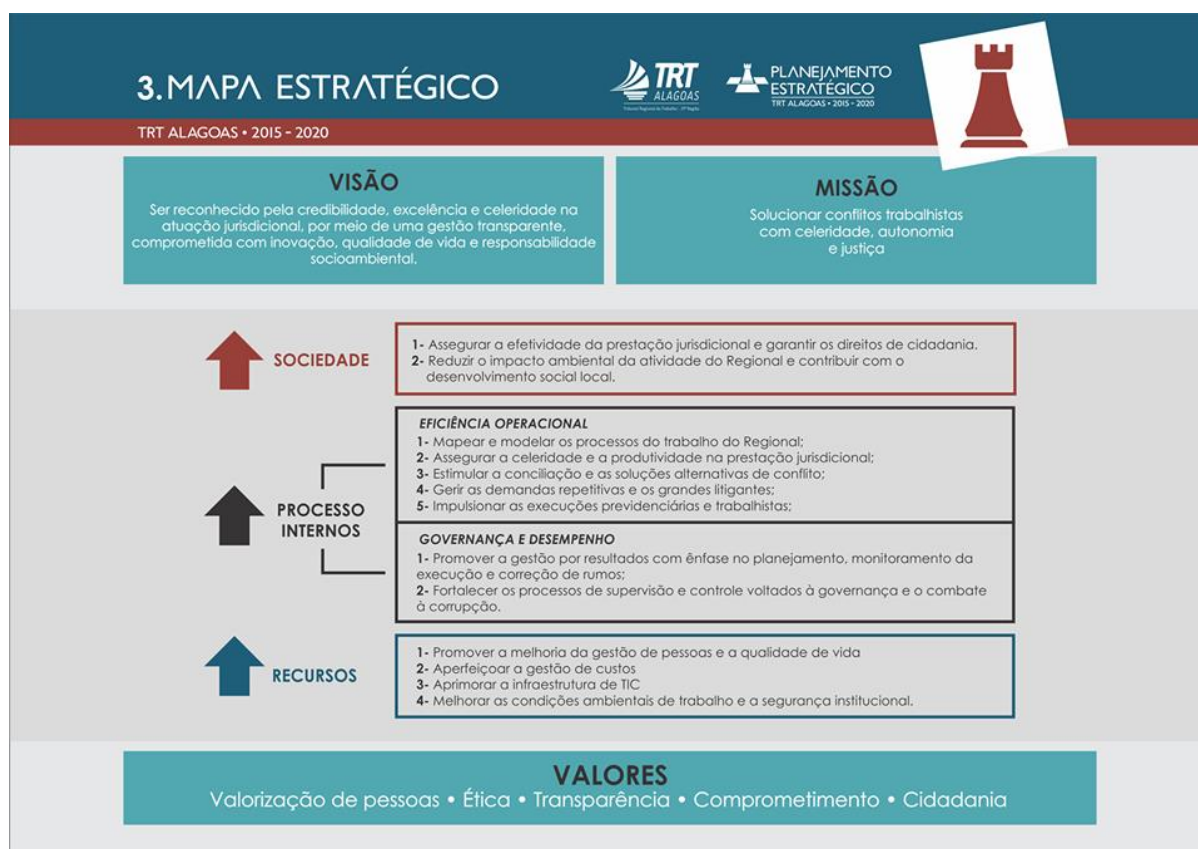 3. MAPA ESTRATÉGICO
TRT
ALAGOAS
Tribunal Regional do Trabalho - 19ª Região
PLANEJAMENTO
ESTRATÉGICO
TRT ALAGOAS • 2015 - 2020
TRT ALAGOAS • 2015 - 2020
VISÃO
Ser reconhecido pela credibilidade, excelência e celeridade na
atuação jurisdicional, por meio de uma gestão transparente,
comprometida com inovação, qualidade de vida e responsabilidade
socioambiental.
MISSÃO
Solucionar conflitos trabalhistas
com celeridade, autonomia
e justiça
SOCIEDADE
1- Assegurar a efetividade da prestação jurisdicional e garantir os direitos de cidadania.
2- Reduzir o impacto ambiental da atividade do Regional e contribuir com o
desenvolvimento social local.
PROCESSO
INTERNOS
EFICIÊNCIA OPERACIONAL
1- Mapear e modelar os processos do trabalho do Regional;
2- Assegurar a celeridade e a produtividade na prestação jurisdicional;
3- Estimular a conciliação e as soluções alternativas de conflito;
4- Gerir as demandas repetitivas e os grandes litigantes;
5- Impulsionar as execuções previdenciárias e trabalhistas;
GOVERNANÇA E DESEMPENHO
1- Promover a gestão por resultados com ênfase no planejamento, monitoramento da
execução e correção de rumos;
2- Fortalecer os processos de supervisão e controle voltados à governança e o combate
à corrupção.
RECURSOS
1- Promover a melhoria da gestão de pessoas e a qualidade de vida
2- Aperfeiçoar a gestão de custos
3- Aprimorar a infraestrutura de TIC
4- Melhorar as condições ambientais de trabalho e a segurança institucional.
VALORES
Valorização de pessoas • Ética • Transparência • Comprometimento • Cidadania